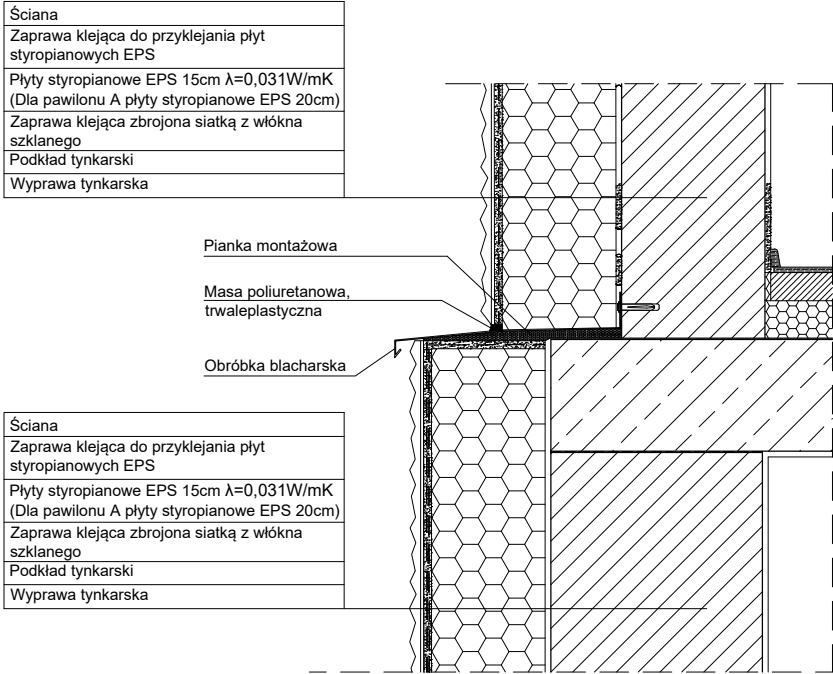 Ściana
Zaprawa klejąca do przyklejania płyt
styropianowych EPS
Płyty styropianowe EPS 15cm λ=0,031W/mK
(Dla pawilonu A płyty styropianowe EPS 20cm)
Zaprawa klejąca zbrojona siatką z włókna
szklanego
Podkład tynkarski
Wyprawa tynkarska
Pianka montażowa
Masa poliuretanowa,
trwaleplastyczna
Obróbka blacharska
Ściana
Zaprawa klejąca do przyklejania płyt
styropianowych EPS
Płyty styropianowe EPS 15cm λ=0,031W/mK
(Dla pawilonu A płyty styropianowe EPS 20cm)
Zaprawa klejąca zbrojona siatką z włókna
szklanego
Podkład tynkarski
Wyprawa tynkarska